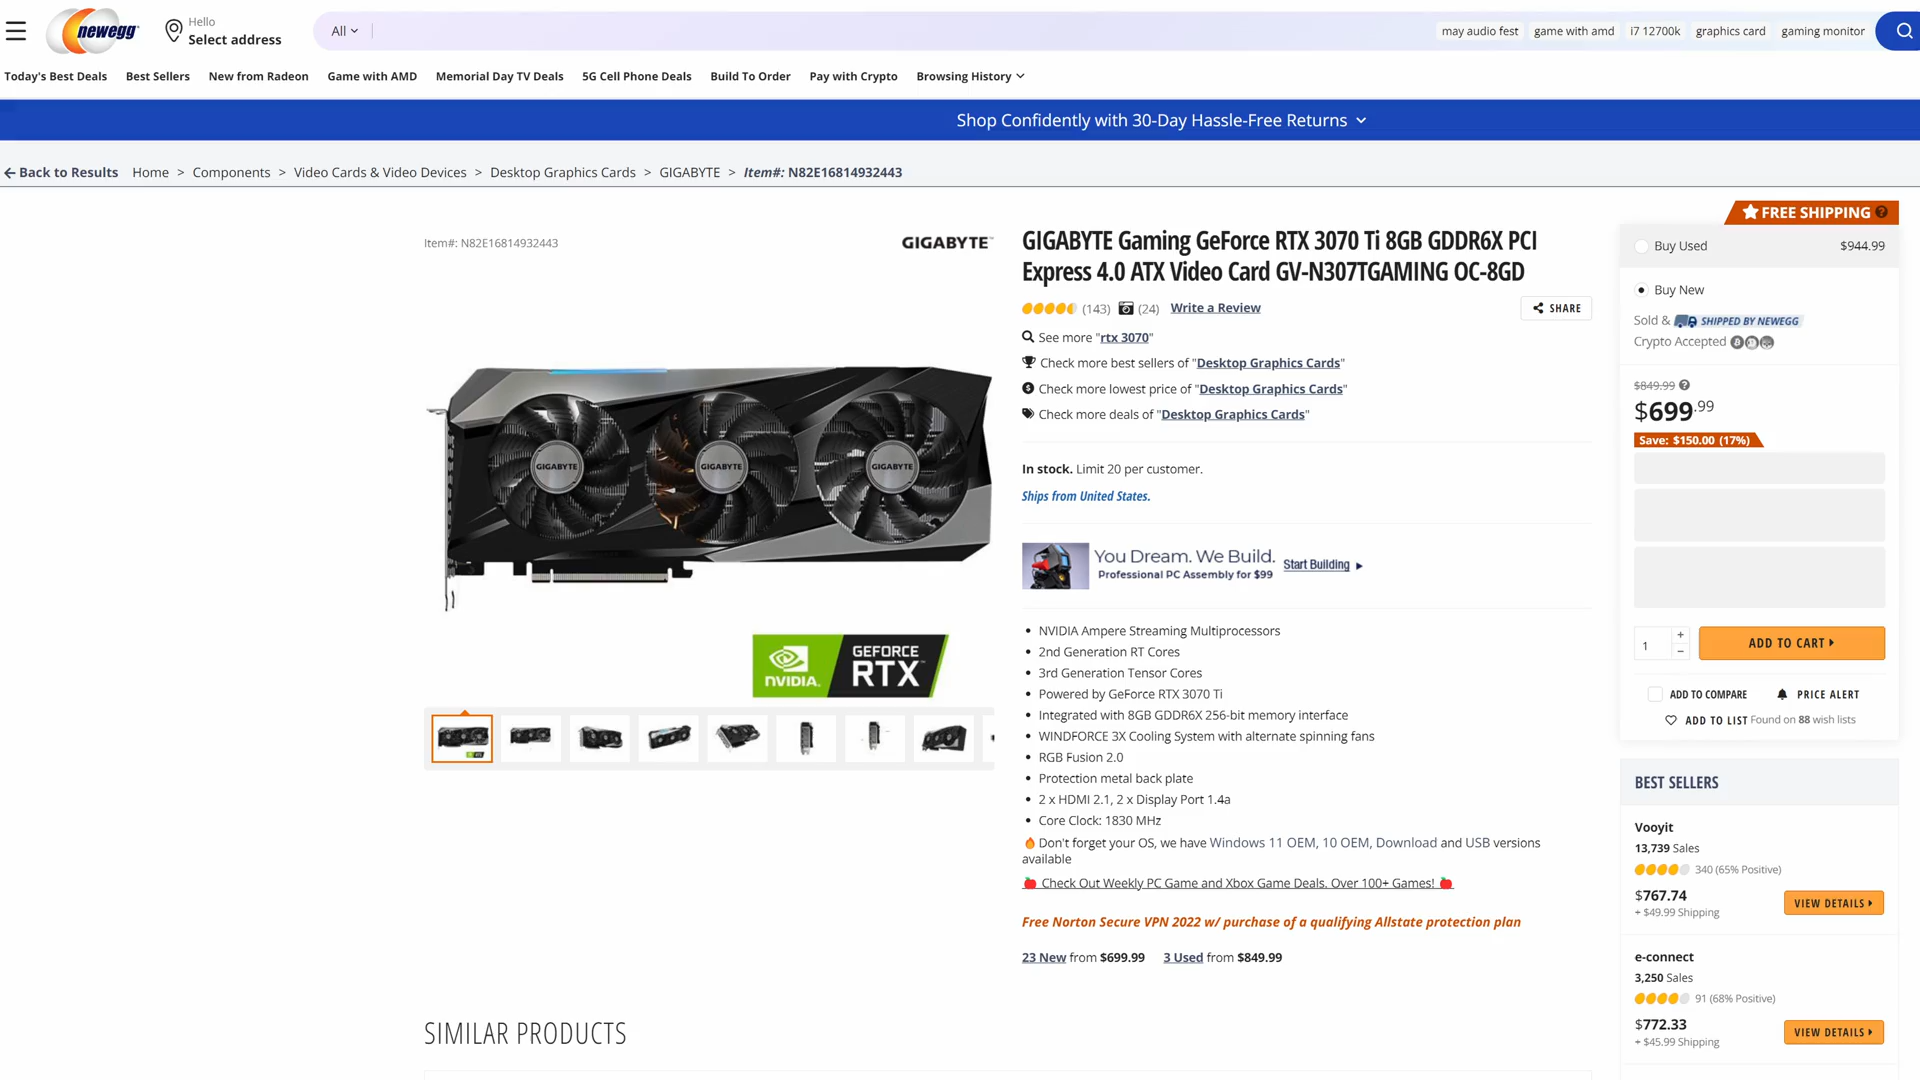 newegg
Hello
Select address
All
may audio fest
game with amd
i7 12700k
graphics card
gaming monitor
Today's Best Deals
Best Sellers
New from Radeon
Game with AMD
Memorial Day TV Deals
5G Cell Phone Deals
Build To Order
Pay with Crypto
Browsing History
Shop Confidently with 30-Day Hassle-Free Returns
Back to Results
Home > Components > Video Cards & Video Devices > Desktop Graphics Cards > GIGABYTE > Item#: N82E16814932443
Item#: N82E16814932443
GIGABYTE™
GIGABYTE
GIGABYTE
GIGABYTE
NVIDIA.
GEFORCE
RTX™
GIGABYTE Gaming GeForce RTX 3070 Ti 8GB GDDR6X PCI
Express 4.0 ATX Video Card GV-N307TGAMING OC-8GD
(143) (24) Write a Review
SHARE
See more "rtx 3070"
Check more best sellers of "Desktop Graphics Cards"
Check more lowest price of "Desktop Graphics Cards"
Check more deals of "Desktop Graphics Cards"
In stock. Limit 20 per customer.
Ships from United States.
You Dream. We Build.
Professional PC Assembly for $99
Start Building
• NVIDIA Ampere Streaming Multiprocessors
• 2nd Generation RT Cores
• 3rd Generation Tensor Cores
• Powered by GeForce RTX 3070 Ti
• Integrated with 8GB GDDR6X 256-bit memory interface
• WINDFORCE 3X Cooling System with alternate spinning fans
• RGB Fusion 2.0
• Protection metal back plate
• 2 x HDMI 2.1, 2 x Display Port 1.4a
• Core Clock: 1830 MHz
Don't forget your OS, we have Windows 11 OEM, 10 OEM, Download and USB versions
available
Check Out Weekly PC Game and Xbox Game Deals. Over 100+ Games!
Free Norton Secure VPN 2022 w/ purchase of a qualifying Allstate protection plan
23 New from $699.99 3 Used from $849.99
SIMILAR PRODUCTS
FREE SHIPPING
Buy Used $944.99
Buy New
Sold & SHIPPED BY NEWEGG
Crypto Accepted
$849.99
$699.99
Save: $150.00 (17%)
1
+
−
ADD TO CART
ADD TO COMPARE
PRICE ALERT
ADD TO LIST Found on 88 wish lists
BEST SELLERS
Vooyit
13,739 Sales
340 (65% Positive)
$767.74
+ $49.99 Shipping
VIEW DETAILS
e-connect
3,250 Sales
91 (68% Positive)
$772.33
+ $45.99 Shipping
VIEW DETAILS